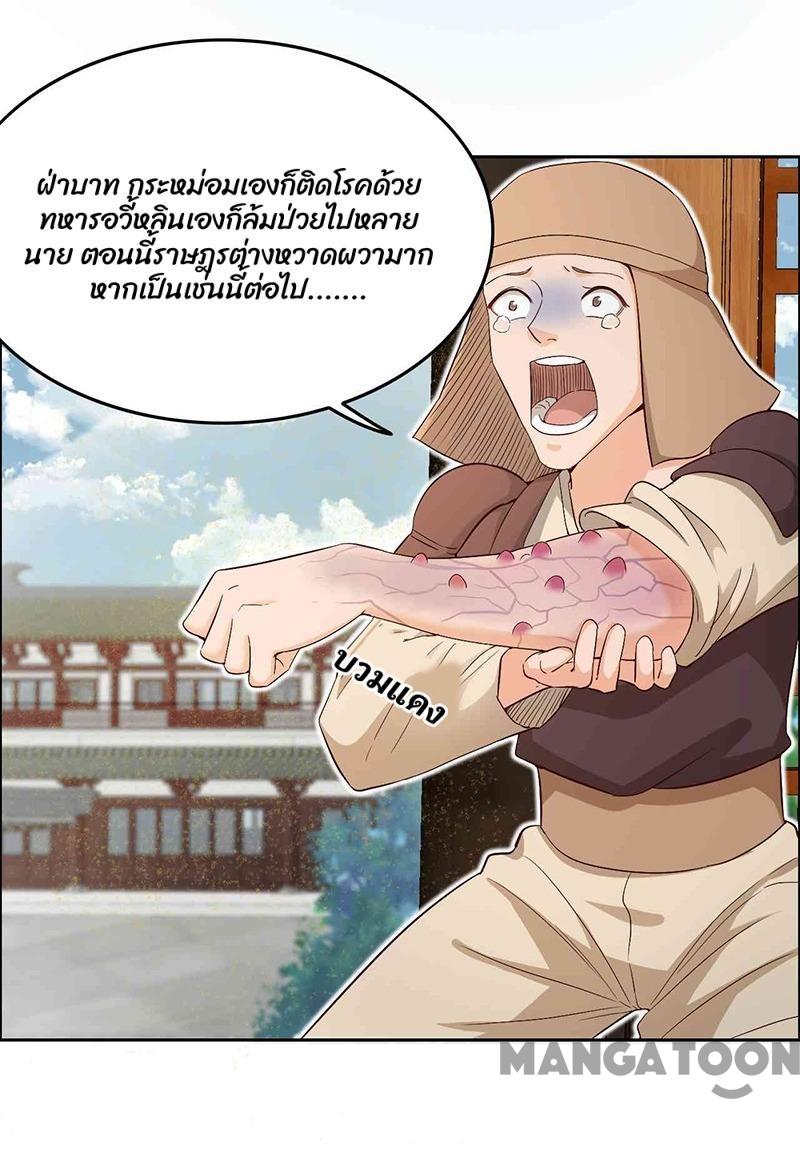 ฝ่าบาท กระหม่อมเองก็ติดโรคด้วย
ทหารอวี้หลินเองก็ล้มป่วยไปหลาย
นาย ตอนนี้ราษฎรต่างหวาดผวามาก
หากเป็นเช่นนี้ต่อไป.......
บวมแดง
MANGATOON